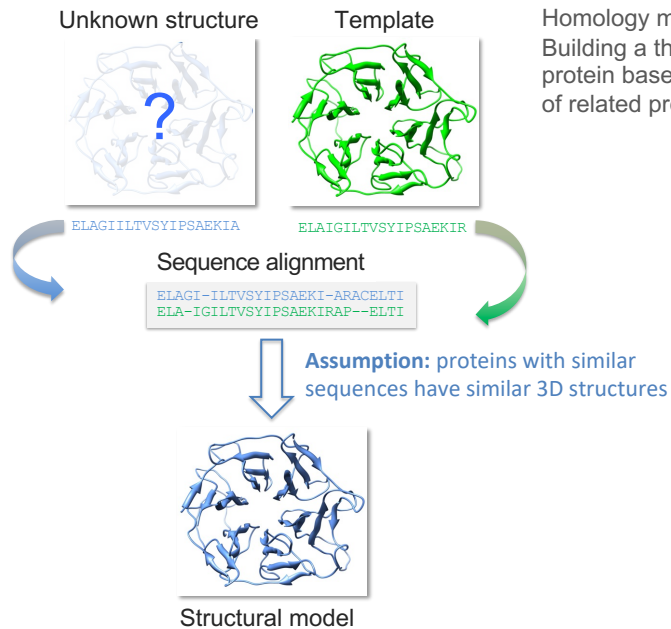 Unknown structure
Template
Homology m
Building a th
protein base
of related pr
?
ELAGIILTVSYIPSAEKIA
ELAIGILTVSYIPSAEKIR
Sequence alignment
ELAGI-ILTVSYIPSAEKI-ARACELTI
ELA-IGILTVSYIPSAEKIRAP--ELTI
Assumption: proteins with similar
sequences have similar 3D structures
Structural model